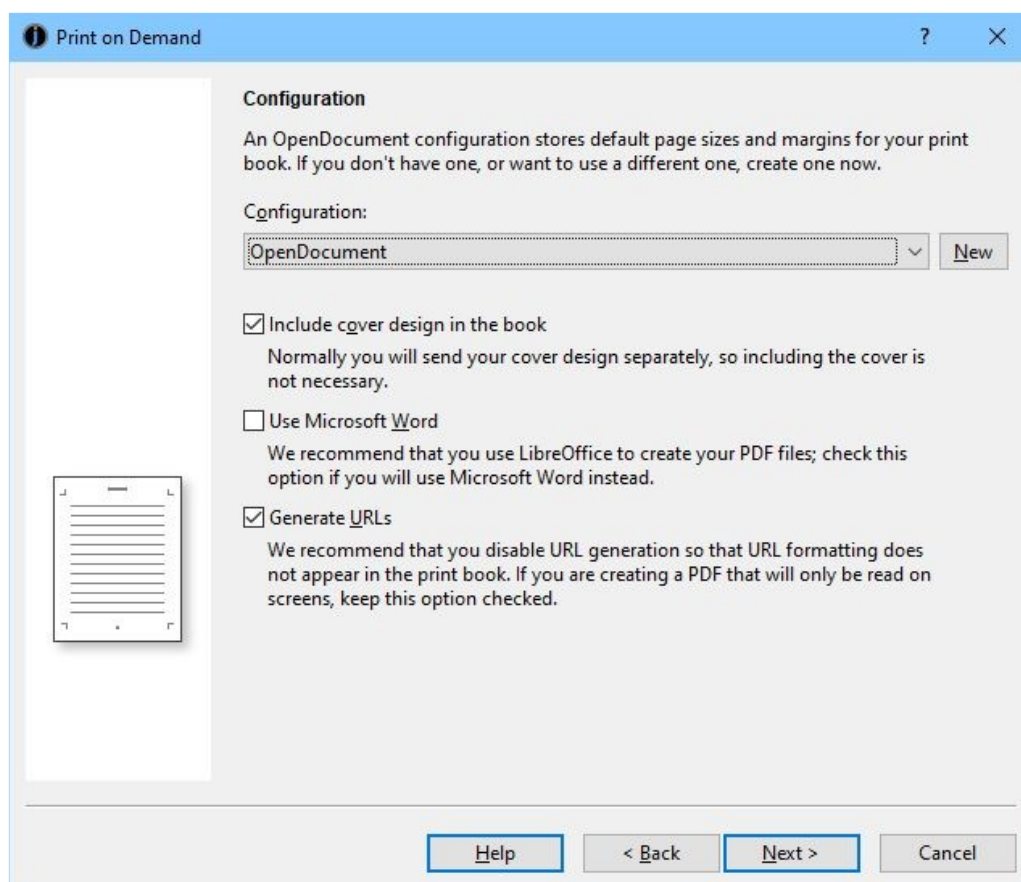 Print on Demand
Configuration
An OpenDocument configuration stores default page sizes and margins for your print
book. If you don't have one, or want to use a different one, create one now.
Configuration:
OpenDocument
New
Include cover design in the book
Normally you will send your cover design separately, so including the cover is
not necessary.
Use Microsoft Word
We recommend that you use LibreOffice to create your PDF files; check this
option if you will use Microsoft Word instead.
Generate URLs
We recommend that you disable URL generation so that URL formatting does
not appear in the print book. If you are creating a PDF that will only be read on
screens, keep this option checked.
Help
< Back
Next >
Cancel